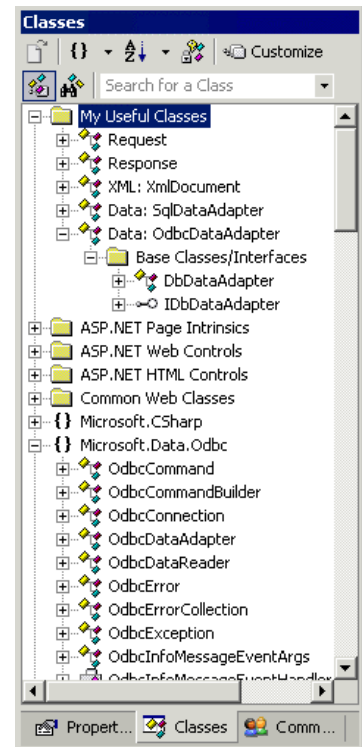 Classes
{} Customize
Search for a Class
My Useful Classes
Request
Response
XML: XmlDocument
Data: SqlDataAdapter
Data: OdbcDataAdapter
Base Classes/Interfaces
DbDataAdapter
IDbDataAdapter
ASP.NET Page Intrinsics
ASP.NET Web Controls
ASP.NET HTML Controls
Common Web Classes
{} Microsoft.CSharp
{} Microsoft.Data.Odbc
OdbcCommand
OdbcCommandBuilder
OdbcConnection
OdbcDataAdapter
OdbcDataReader
OdbcError
OdbcErrorCollection
OdbcException
OdbcInfoMessageEventArgs
OdbcInfoMessageEventHandler
Propert... Classes Comm...